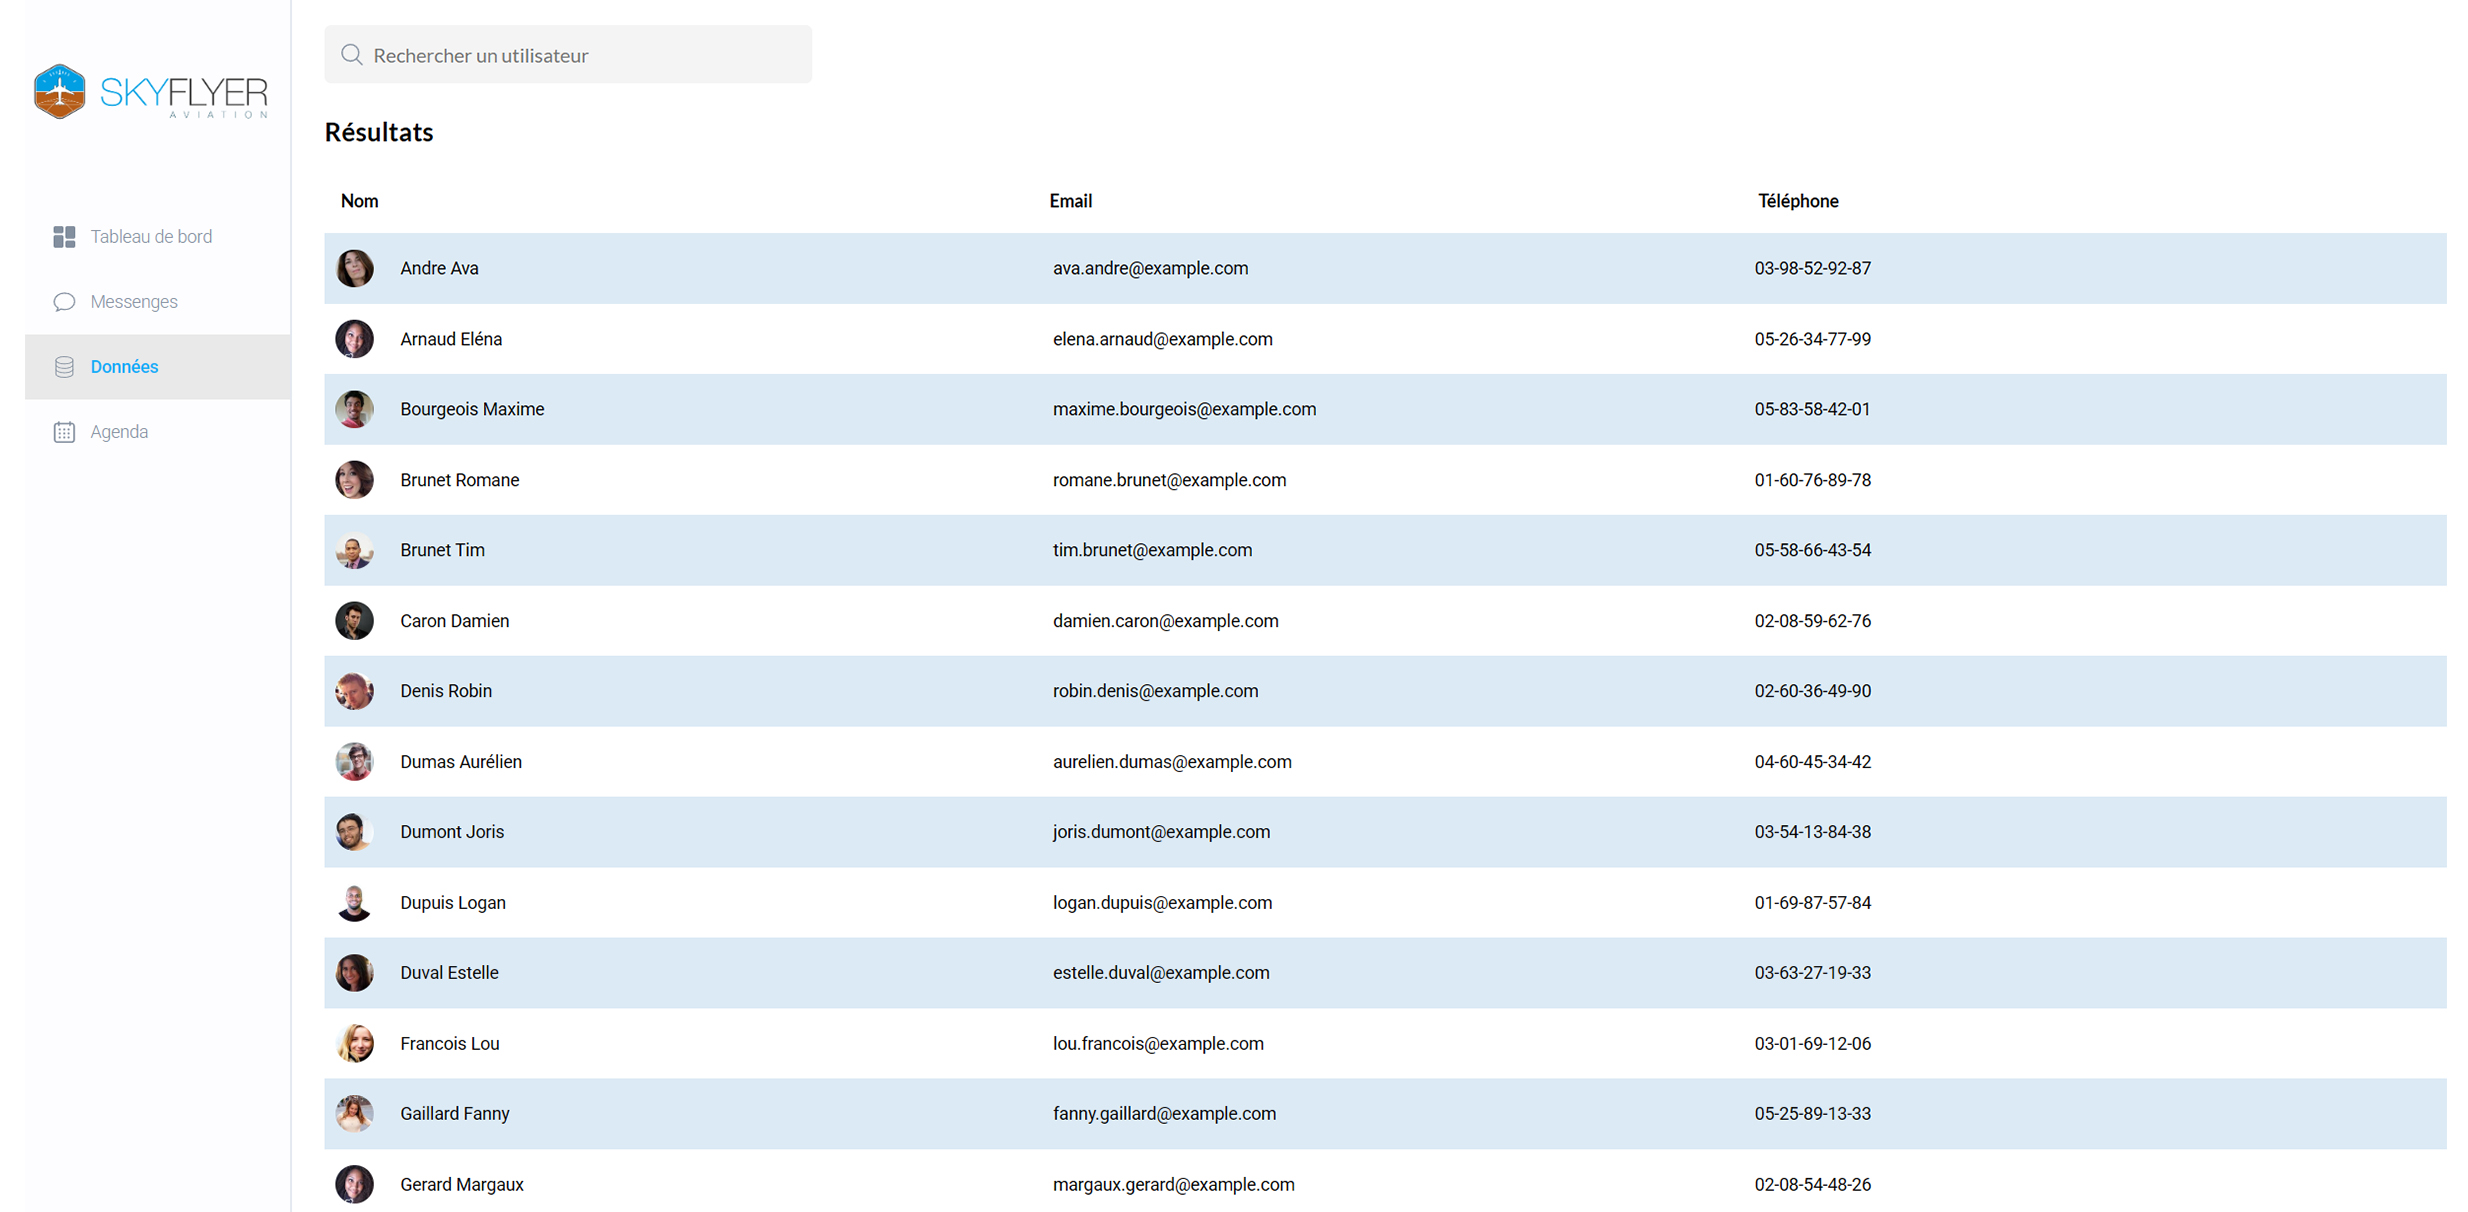 SKYFLYER
AVIATION
Tableau de bord
Messenges
Données
Agenda
Rechercher un utilisateur
Résultats
Nom Email Téléphone
Andre Ava ava.andre@example.com 03-98-52-92-87
Arnaud Eléna elena.arnaud@example.com 05-26-34-77-99
Bourgeois Maxime maxime.bourgeois@example.com 05-83-58-42-01
Brunet Romane romane.brunet@example.com 01-60-76-89-78
Brunet Tim tim.brunet@example.com 05-58-66-43-54
Caron Damien damien.caron@example.com 02-08-59-62-76
Denis Robin robin.denis@example.com 02-60-36-49-90
Dumas Aurélien aurelien.dumas@example.com 04-60-45-34-42
Dumont Joris joris.dumont@example.com 03-54-13-84-38
Dupuis Logan logan.dupuis@example.com 01-69-87-57-84
Duval Estelle estelle.duval@example.com 03-63-27-19-33
Francois Lou lou.francois@example.com 03-01-69-12-06
Gaillard Fanny fanny.gaillard@example.com 05-25-89-13-33
Gerard Margaux margaux.gerard@example.com 02-08-54-48-26